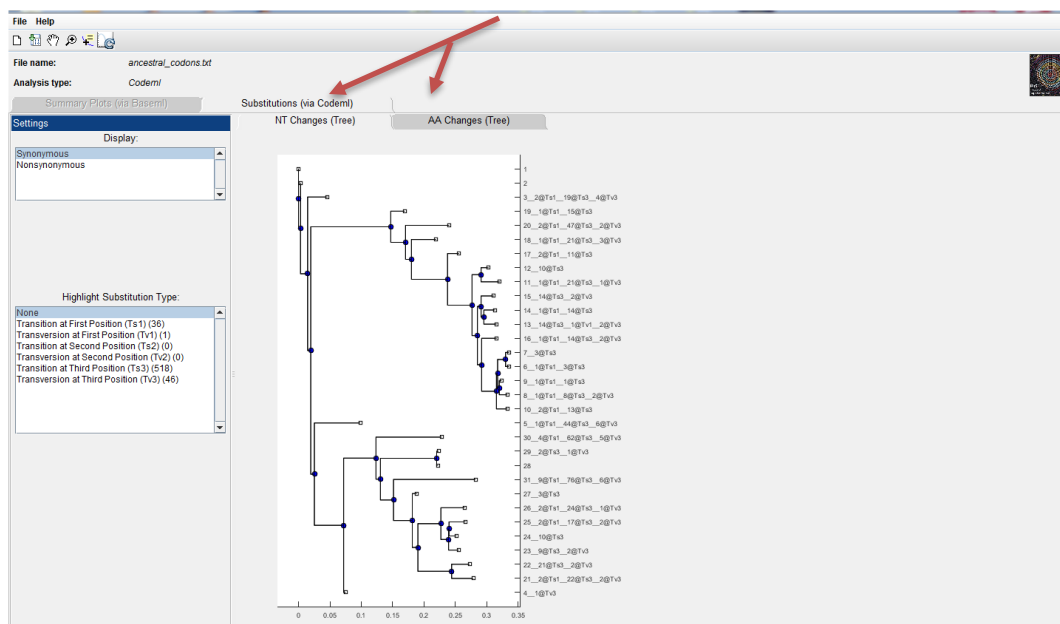 File Help
File name: ancestral_codons.txt
Analysis type: Codeml
Summary Plots (via Baseml) Substitutions (via Codeml)
Settings NT Changes (Tree) AA Changes (Tree)
Display:
Synonymous
Nonsynonymous
Highlight Substitution Type:
None
Transition at First Position (Ts1) (36)
Transversion at First Position (Tv1) (1)
Transition at Second Position (Ts2) (0)
Transversion at Second Position (Tv2) (0)
Transition at Third Position (Ts3) (518)
Transversion at Third Position (Tv3) (46)
1
2
3__2@Ts1__19@Ts3__4@Tv3
19__1@Ts1__15@Ts3
20__2@Ts1__47@Ts3__2@Tv3
18__1@Ts1__21@Ts3__3@Tv3
17__2@Ts1__11@Ts3
12__10@Ts3
11__1@Ts1__21@Ts3__1@Tv3
15__14@Ts3__2@Tv3
14__1@Ts1__14@Ts3
13__14@Ts3__1@Tv1__2@Tv3
16__1@Ts1__14@Ts3__2@Tv3
7__3@Ts3
6__1@Ts1__3@Ts3
9__1@Ts1__1@Ts3
8__1@Ts1__8@Ts3__2@Tv3
10__2@Ts1__13@Ts3
5__1@Ts1__44@Ts3__6@Tv3
30__4@Ts1__62@Ts3__5@Tv3
29__2@Ts3__1@Tv3
28
31__9@Ts1__76@Ts3__6@Tv3
27__3@Ts3
26__2@Ts1__24@Ts3__1@Tv3
25__2@Ts1__17@Ts3__2@Tv3
24__10@Ts3
23__9@Ts3__2@Tv3
22__21@Ts3__2@Tv3
21__2@Ts1__22@Ts3__2@Tv3
4__1@Tv3
0 0.05 0.1 0.15 0.2 0.25 0.3 0.35